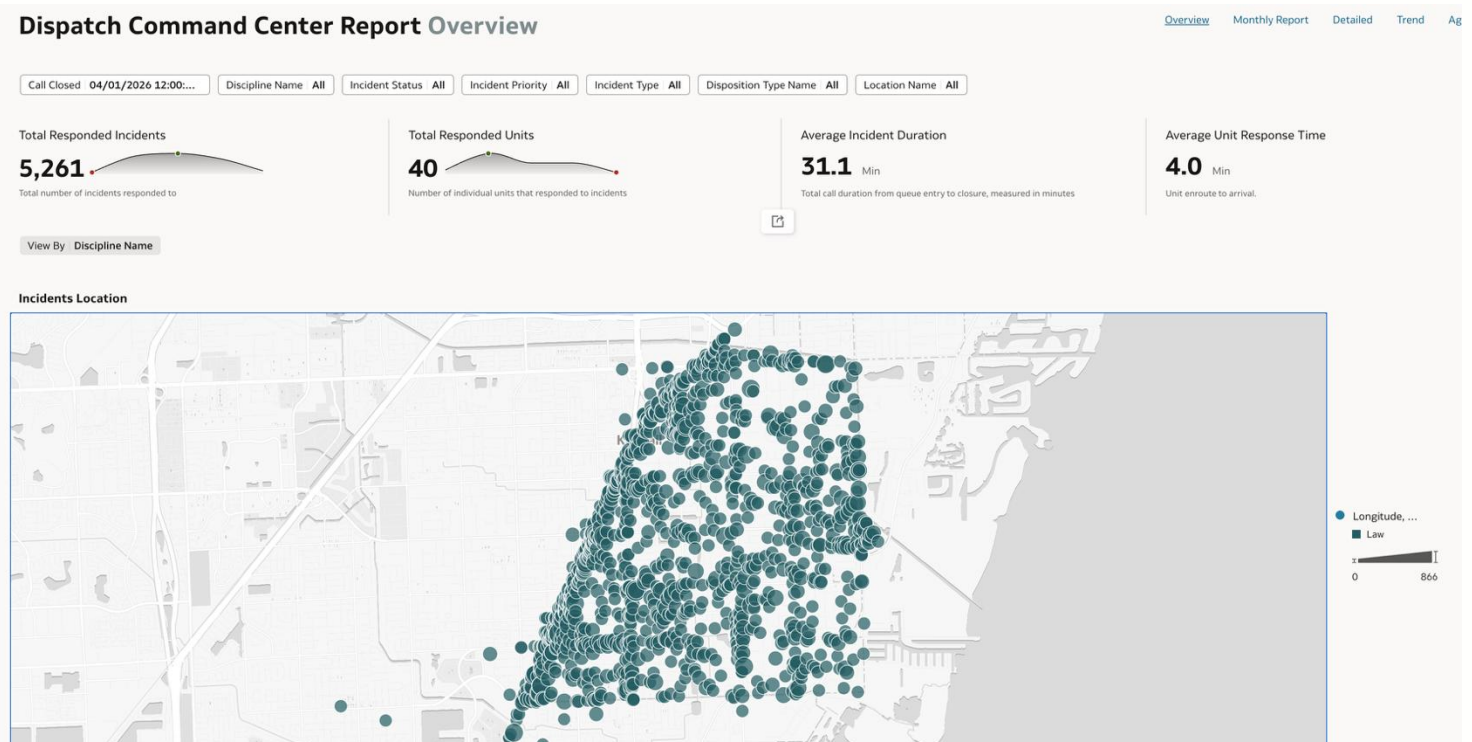 Dispatch Command Center Report Overview
Overview Monthly Report Detailed Trend Ag
Call Closed 04/01/2026 12:00:... Discipline Name All Incident Status All Incident Priority All Incident Type All Disposition Type Name All Location Name All
Total Responded Incidents
5,261
Total number of incidents responded to
Total Responded Units
40
Number of individual units that responded to incidents
Average Incident Duration
31.1 Min
Total call duration from queue entry to closure, measured in minutes
Average Unit Response Time
4.0 Min
Unit enroute to arrival.
View By Discipline Name
Incidents Location
Longitude, ...
Law
0 866